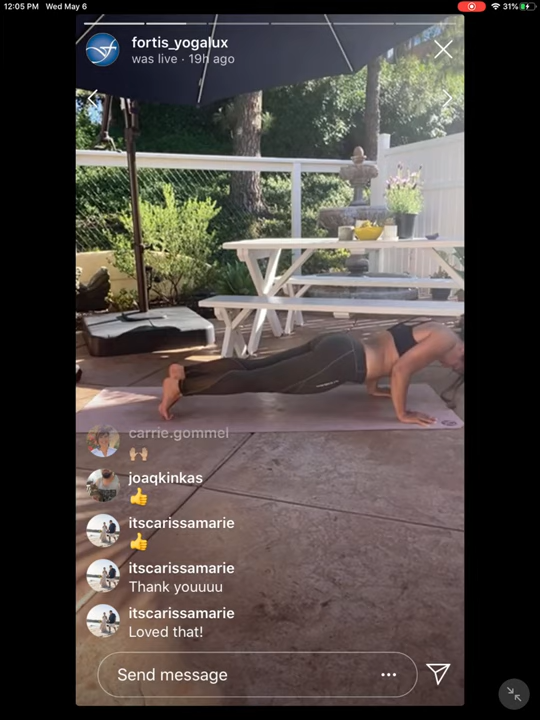 12:05 PM Wed May 6
31%
fortis_yogalux
was live · 19h ago
carrie.gommel
🙌🏼
joaqkinkas
👍
itscarissamarie
👍
itscarissamarie
Thank youuuu
itscarissamarie
Loved that!
Send message